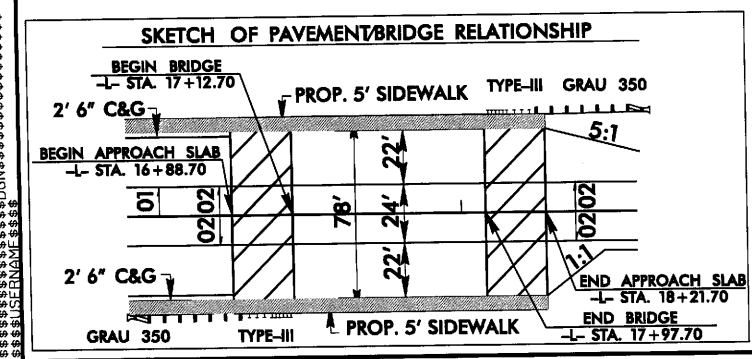 SKETCH OF PAVEMENT/BRIDGE RELATIONSHIP
BEGIN BRIDGE
-L- STA. 17+12.70
PROP. 5' SIDEWALK
TYPE-III
GRAU 350
2' 6" C&G
5:1
BEGIN APPROACH SLAB
-L- STA. 16+88.70
01
02
02
78'
22'
24'
22'
02
02
1:1
2' 6" C&G
END APPROACH SLAB
-L- STA. 18+21.70
END BRIDGE
-L- STA. 17+97.70
GRAU 350
TYPE-III
PROP. 5' SIDEWALK
$$USERNAME$$$$